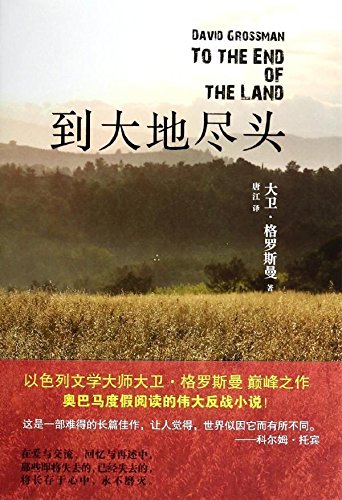 DAVID GROSSMAN
TO THE END
OF
THE LAND
到大地尽头
大卫·格罗斯曼 著
唐江 译
以色列文学大师大卫·格罗斯曼 巅峰之作
奥巴马度假阅读的伟大反战小说！
这是一部难得的长篇佳作，让人觉得，世界似因它而有所不同。
——科尔姆·托宾
在爱与交流，回忆与再述中，
那些即将失去的，已经失去的，
将长存于心中，永不磨灭。